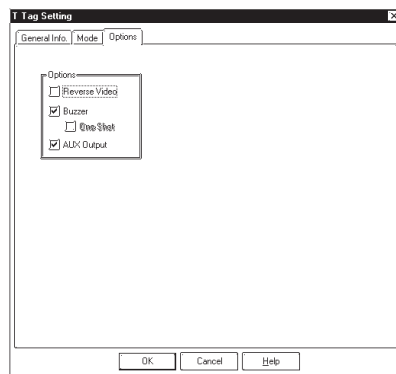 T Tag Setting
General Info. Mode Options
Options
Reverse Video
Buzzer
One Shot
AUX Output
OK Cancel Help